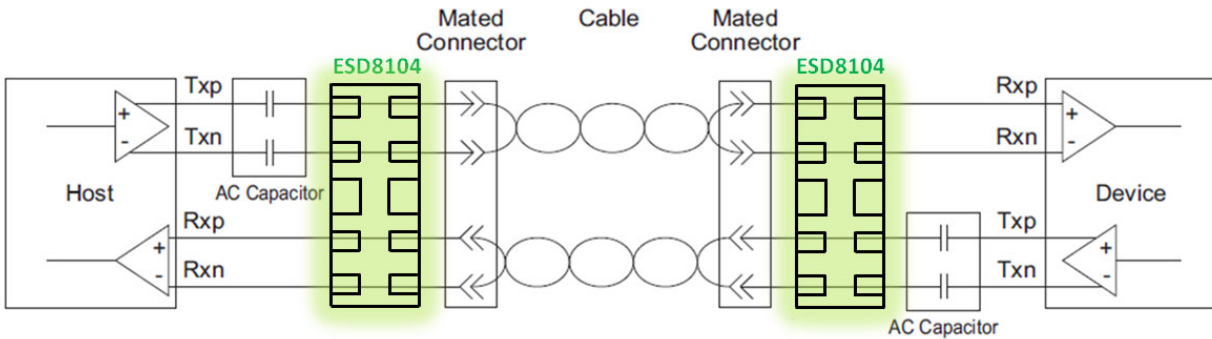 Mated
Connector
Cable
Mated
Connector
ESD8104
ESD8104
Txp
Rxp
+
-
+
-
Txn
Rxn
Host
AC Capacitor
Device
Rxp
Txp
+
-
+
-
Rxn
Txn
AC Capacitor